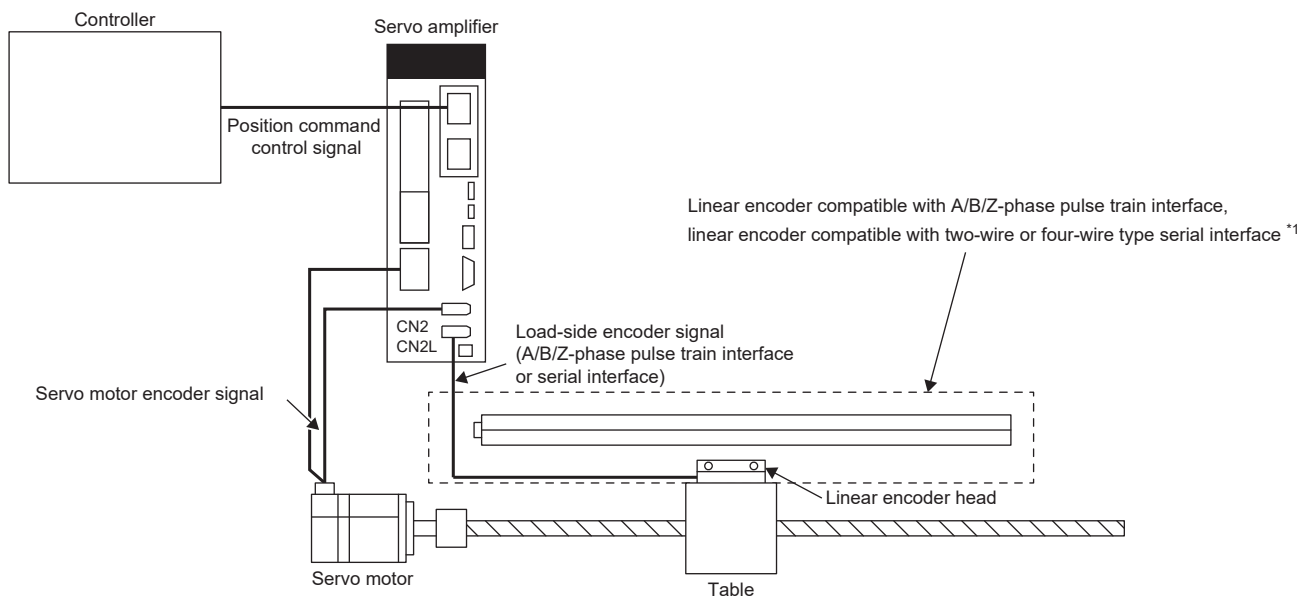 Controller
Servo amplifier
Position command
control signal
Linear encoder compatible with A/B/Z-phase pulse train interface,
linear encoder compatible with two-wire or four-wire type serial interface *1
CN2
CN2L
Load-side encoder signal
(A/B/Z-phase pulse train interface
or serial interface)
Servo motor encoder signal
Linear encoder head
Servo motor
Table